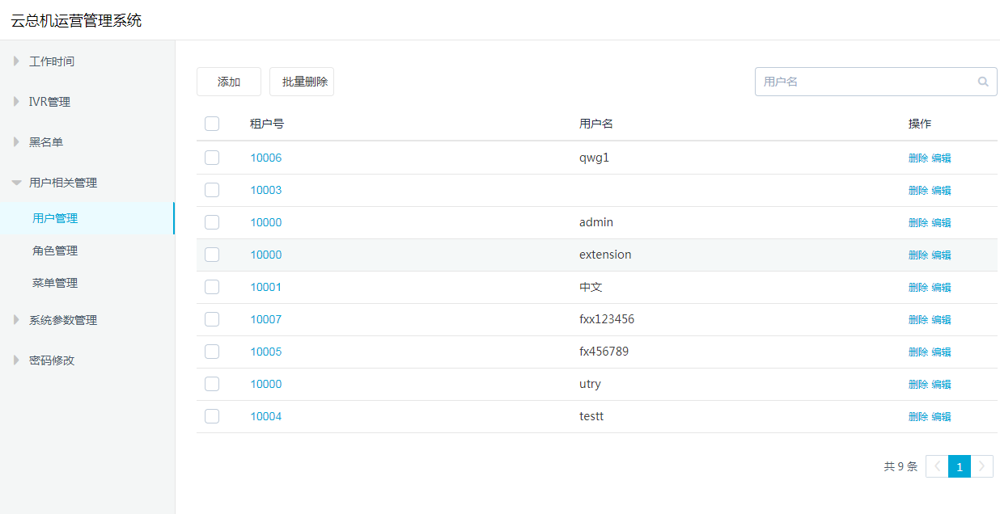 云总机运营管理系统
工作时间
IVR管理
黑名单
用户相关管理
用户管理
角色管理
菜单管理
系统参数管理
密码修改
添加 批量删除 用户名
租户号 用户名 操作
10006 qwg1 删除 编辑
10003 删除 编辑
10000 admin 删除 编辑
10000 extension 删除 编辑
10001 中文 删除 编辑
10007 fxx123456 删除 编辑
10005 fx456789 删除 编辑
10000 utry 删除 编辑
10004 testt 删除 编辑
共 9 条 1